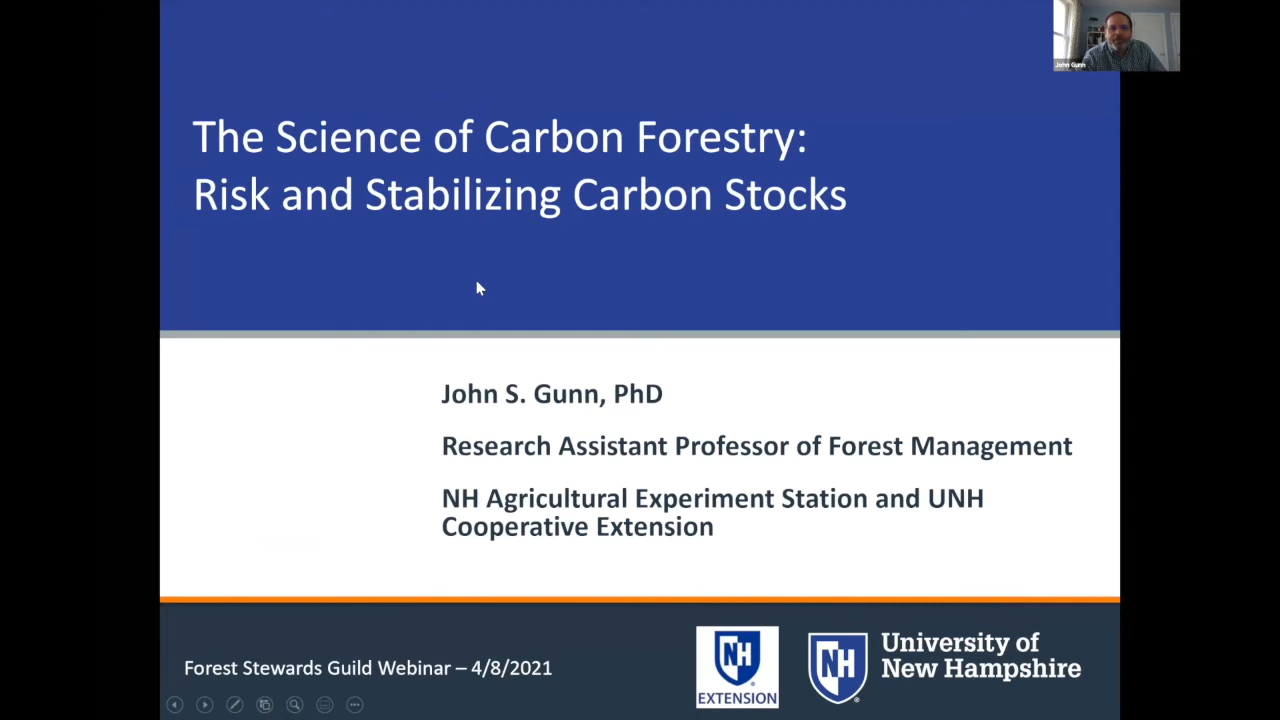 John Gunn
The Science of Carbon Forestry:
Risk and Stabilizing Carbon Stocks
John S. Gunn, PhD
Research Assistant Professor of Forest Management
NH Agricultural Experiment Station and UNH
Cooperative Extension
Forest Stewards Guild Webinar – 4/8/2021
NH
EXTENSION
NH
University of
New Hampshire